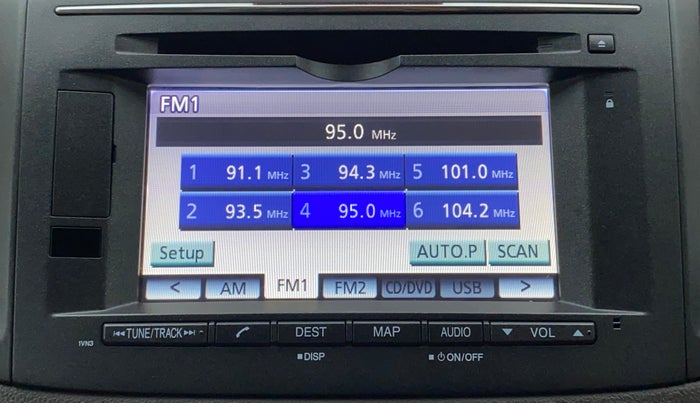 FM1
95.0 MHz
1 91.1 MHz 3 94.3 MHz 5 101.0 MHz
2 93.5 MHz 4 95.0 MHz 6 104.2 MHz
Setup AUTO.P SCAN
< AM FM1 FM2 CD/DVD USB >
TUNE/TRACK DEST MAP AUDIO VOL
1VN3 DISP ON/OFF